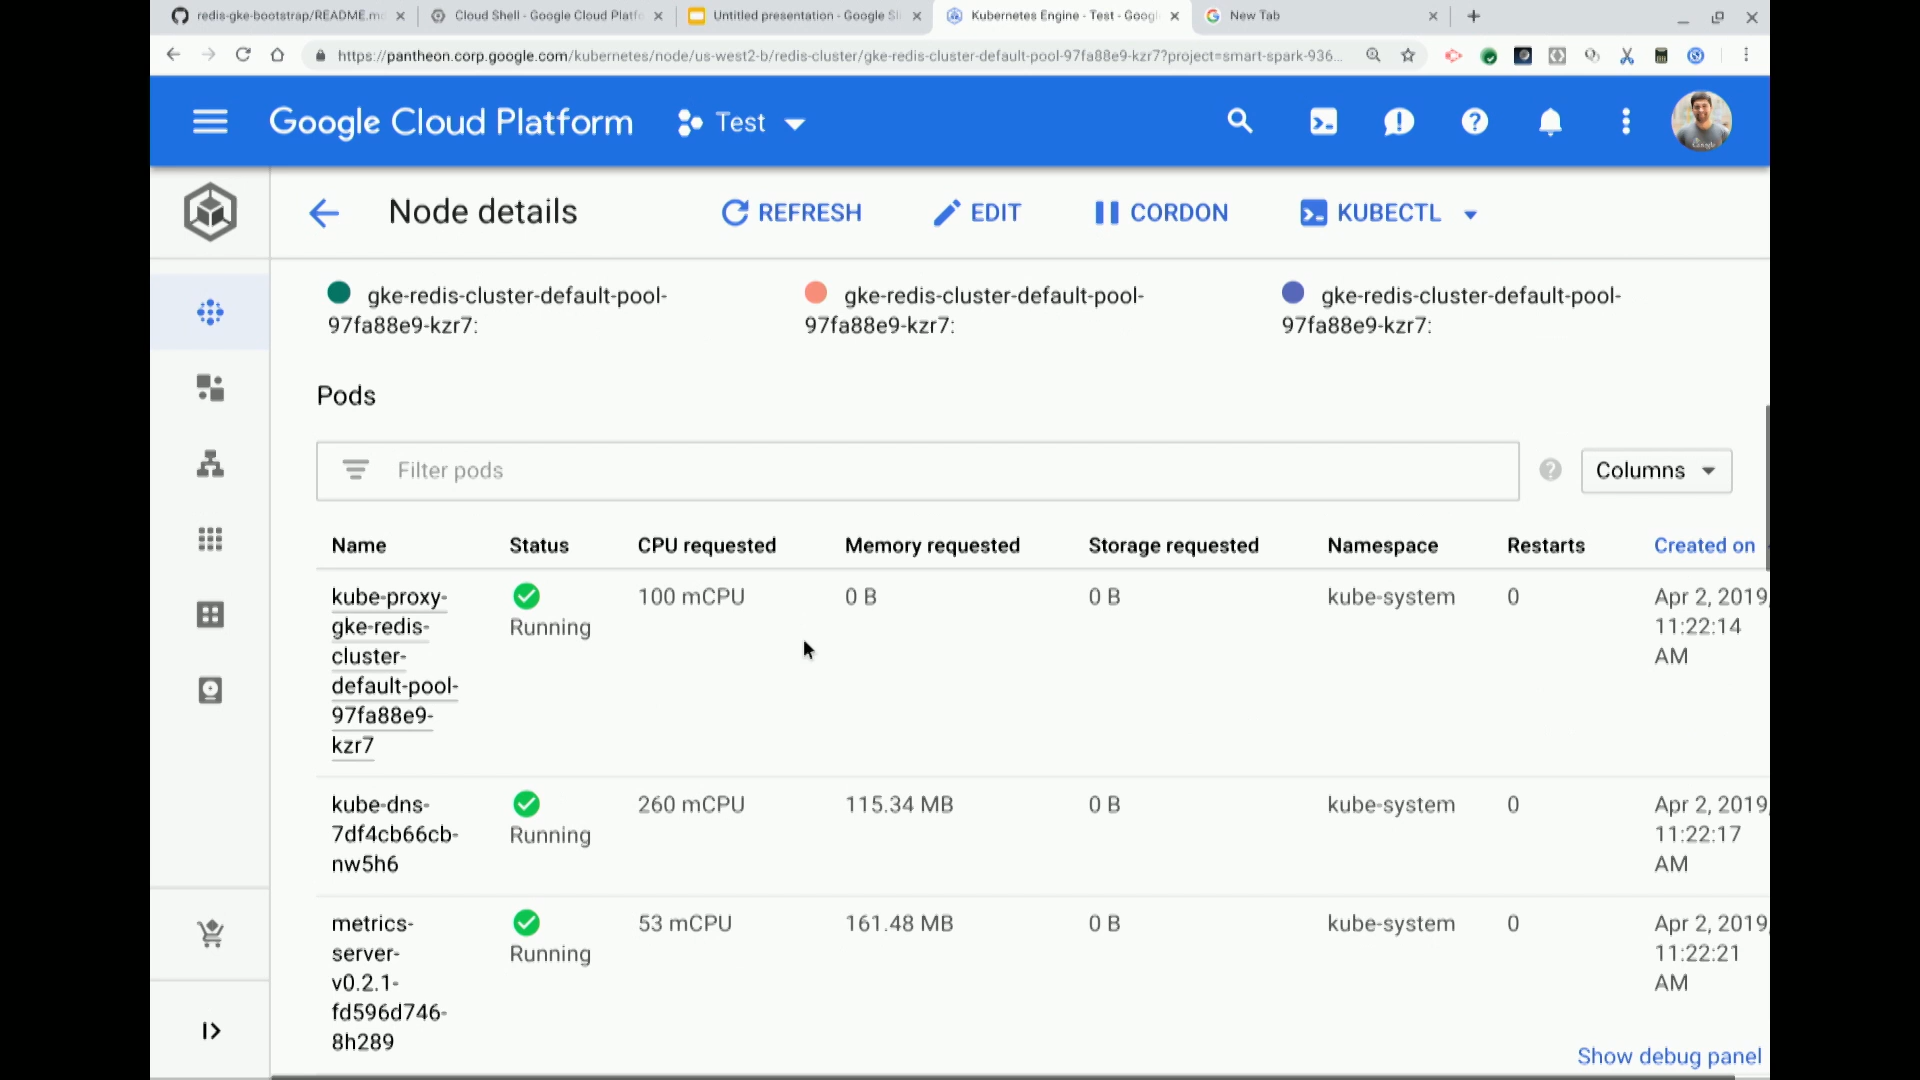 redis-gke-bootstrap/README.m
Cloud Shell - Google Cloud Platfo
Untitled presentation - Google Sl
Kubernetes Engine - Test - Googl
New Tab
https://pantheon.corp.google.com/kubernetes/node/us-west2-b/redis-cluster/gke-redis-cluster-default-pool-97fa88e9-kzr7?project=smart-spark-936...
Google Cloud Platform
Test
Node details
REFRESH
EDIT
CORDON
KUBECTL
gke-redis-cluster-default-pool-
97fa88e9-kzr7:
gke-redis-cluster-default-pool-
97fa88e9-kzr7:
gke-redis-cluster-default-pool-
97fa88e9-kzr7:
Pods
Filter pods
Columns
Name Status CPU requested Memory requested Storage requested Namespace Restarts Created on
kube-proxy-
gke-redis-
cluster-
default-pool-
97fa88e9-
kzr7
Running
100 mCPU
0 B
0 B
kube-system
0
Apr 2, 2019,
11:22:14
AM
kube-dns-
7df4cb66cb-
nw5h6
Running
260 mCPU
115.34 MB
0 B
kube-system
0
Apr 2, 2019,
11:22:17
AM
metrics-
server-
v0.2.1-
fd596d746-
8h289
Running
53 mCPU
161.48 MB
0 B
kube-system
0
Apr 2, 2019,
11:22:21
AM
Show debug panel